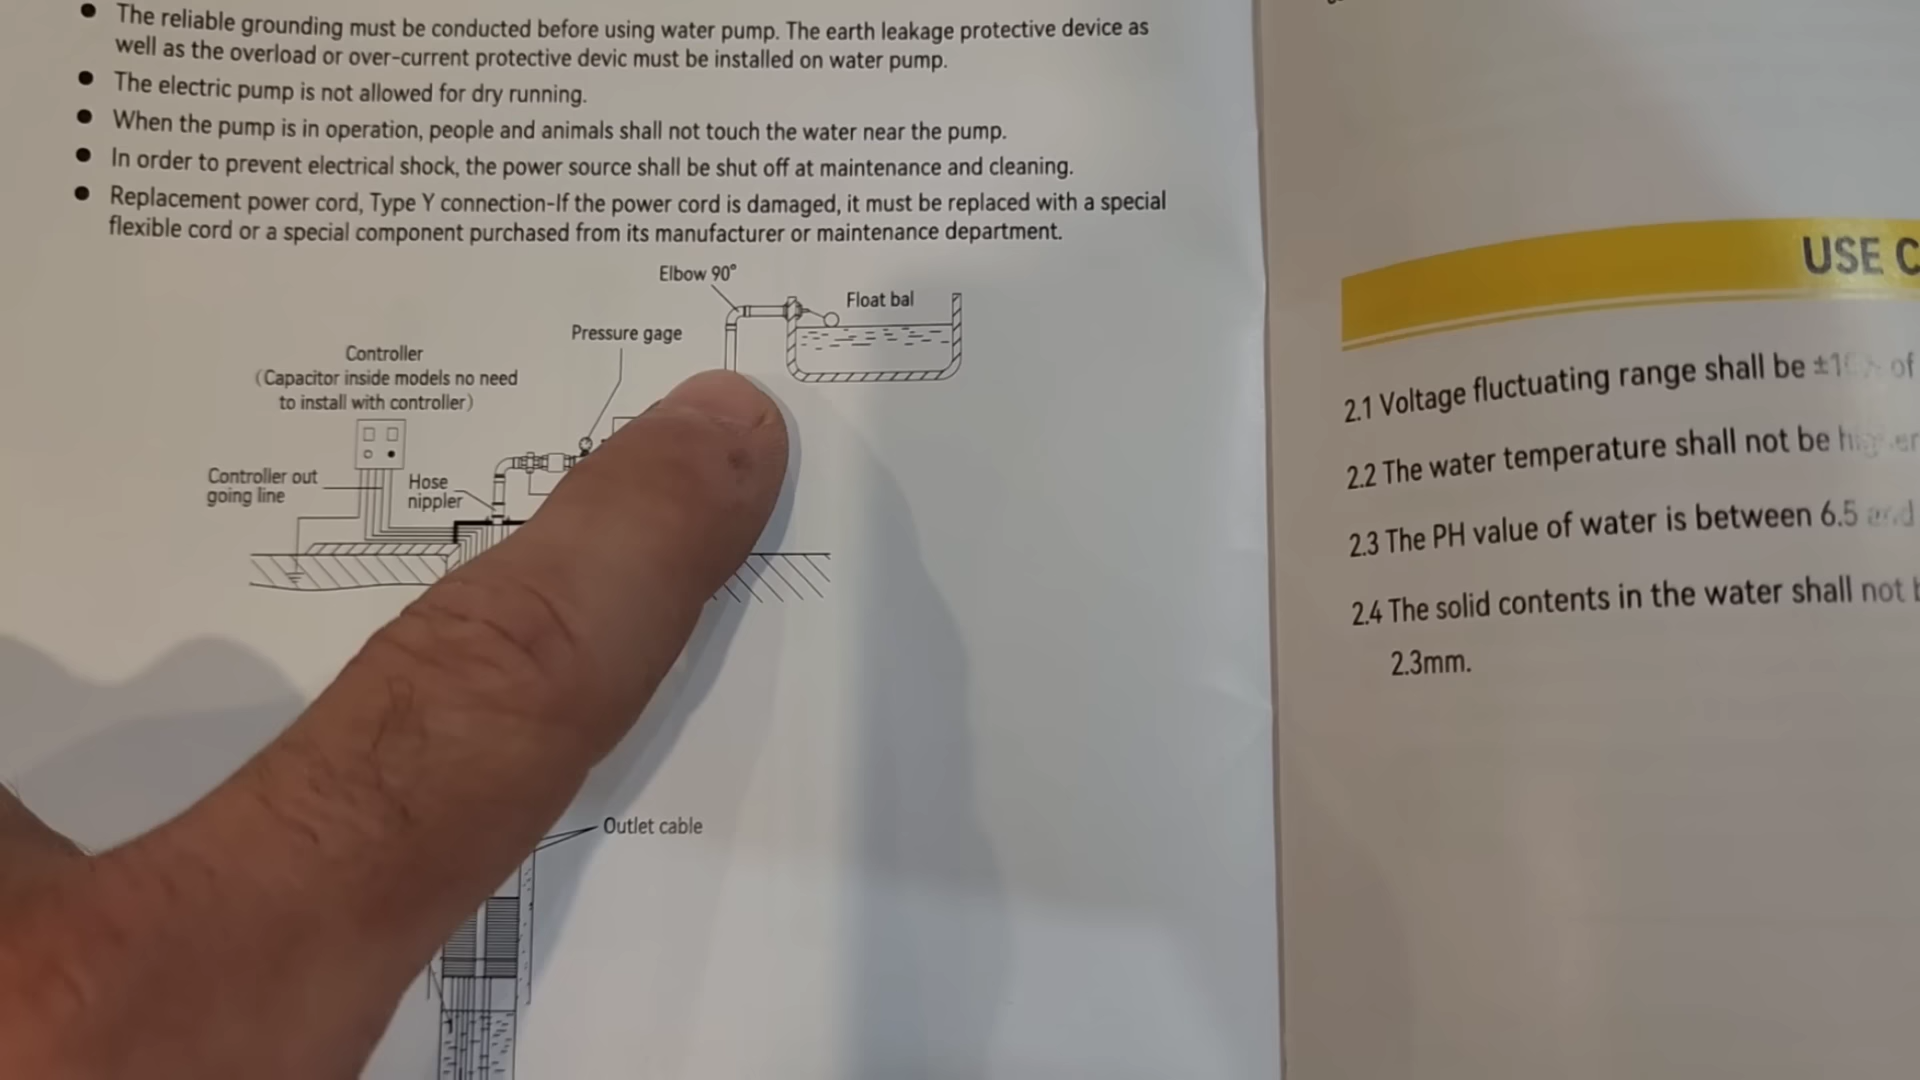 The reliable grounding must be conducted before using water pump. The earth leakage protective device as
well as the overload or over-current protective devic must be installed on water pump.
The electric pump is not allowed for dry running.
When the pump is in operation, people and animals shall not touch the water near the pump.
In order to prevent electrical shock, the power source shall be shut off at maintenance and cleaning.
Replacement power cord, Type Y connection-If the power cord is damaged, it must be replaced with a special
flexible cord or a special component purchased from its manufacturer or maintenance department.
Elbow 90°
Float bal
Pressure gage
Controller
(Capacitor inside models no need
to install with controller)
Controller out
going line
Hose
nippler
Outlet cable
USE
2.1 Voltage fluctuating range shall be of
2.2 The water temperature shall not be
2.3 The PH value of water is between 6.5 and
2.4 The solid contents in the water shall not
2.3mm.